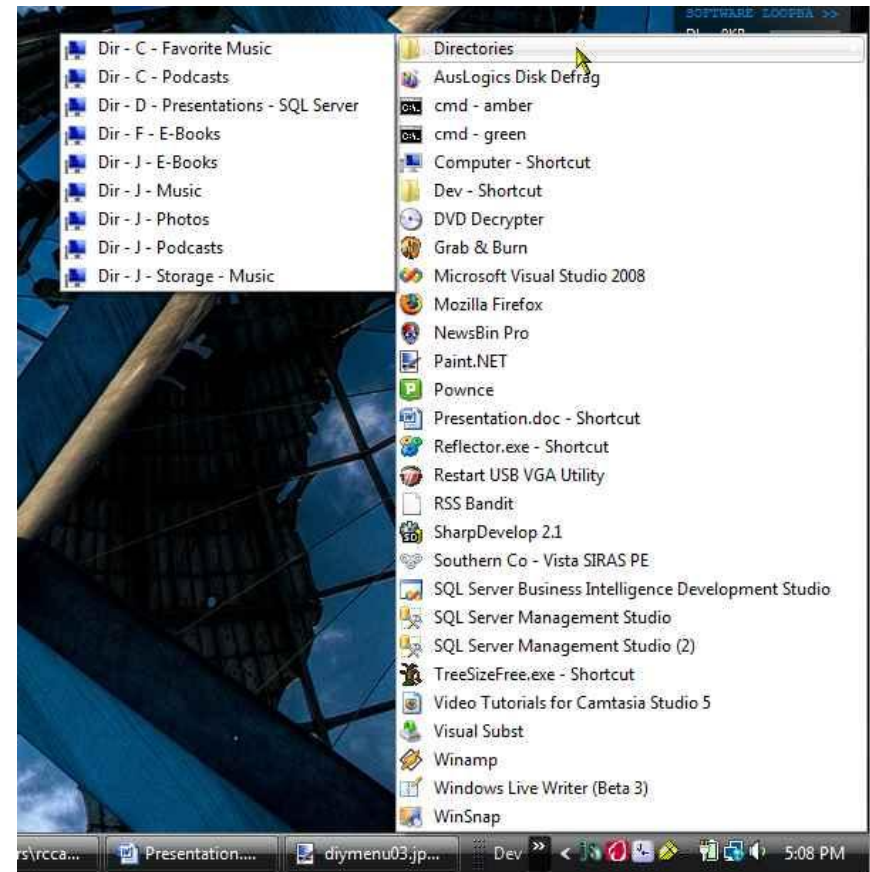 SOFTWARE LOOPNA >>
Dir - C - Favorite Music
Dir - C - Podcasts
Dir - D - Presentations - SQL Server
Dir - F - E-Books
Dir - J - E-Books
Dir - J - Music
Dir - J - Photos
Dir - J - Podcasts
Dir - J - Storage - Music
Directories
AusLogics Disk Defrag
cmd - amber
cmd - green
Computer - Shortcut
Dev - Shortcut
DVD Decrypter
Grab & Burn
Microsoft Visual Studio 2008
Mozilla Firefox
NewsBin Pro
Paint.NET
Pownce
Presentation.doc - Shortcut
Reflector.exe - Shortcut
Restart USB VGA Utility
RSS Bandit
SharpDevelop 2.1
Southern Co - Vista SIRAS PE
SQL Server Business Intelligence Development Studio
SQL Server Management Studio
SQL Server Management Studio (2)
TreeSizeFree.exe - Shortcut
Video Tutorials for Camtasia Studio 5
Visual Subst
Winamp
Windows Live Writer (Beta 3)
WinSnap
rs\rcca...
Presentation....
diymenu03.jp...
Dev
5:08 PM